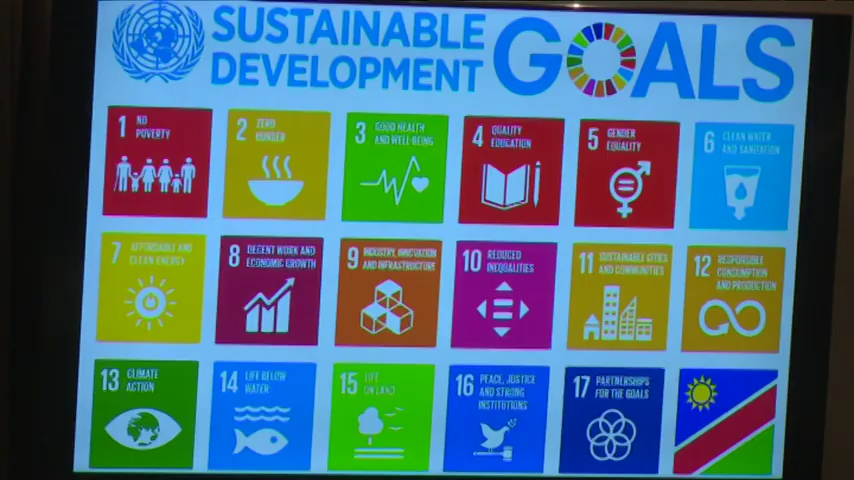 SUSTAINABLE
DEVELOPMENT
GOALS
1 NO
POVERTY
2 ZERO
HUNGER
3 GOOD HEALTH
AND WELL-BEING
4 QUALITY
EDUCATION
5 GENDER
EQUALITY
6 CLEAN WATER
AND SANITATION
7 AFFORDABLE AND
CLEAN ENERGY
8 DECENT WORK AND
ECONOMIC GROWTH
9 INDUSTRY, INNOVATION
AND INFRASTRUCTURE
10 REDUCED
INEQUALITIES
11 SUSTAINABLE CITIES
AND COMMUNITIES
12 RESPONSIBLE
CONSUMPTION
AND PRODUCTION
13 CLIMATE
ACTION
14 LIFE BELOW
WATER
15 LIFE
ON LAND
16 PEACE, JUSTICE
AND STRONG
INSTITUTIONS
17 PARTNERSHIPS
FOR THE GOALS